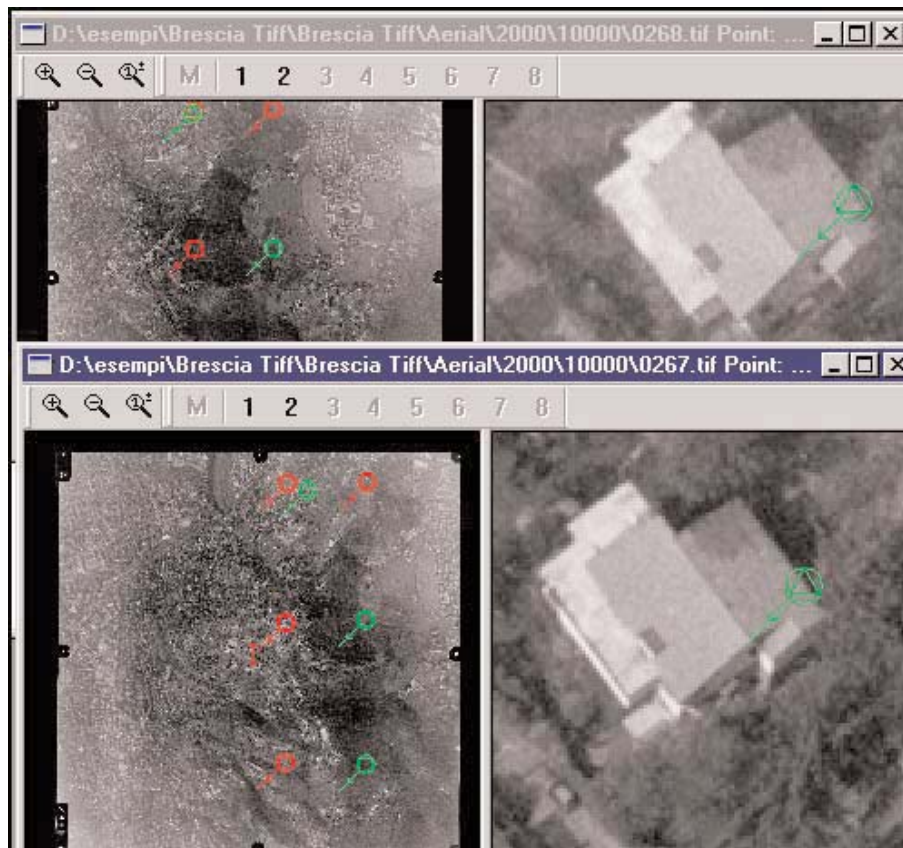 D:\esempi\Brescia Tiff\Brescia Tiff\Aerial\2000\10000\0268.tif Point: ...
M 1 2 3 4 5 6 7 8
D:\esempi\Brescia Tiff\Brescia Tiff\Aerial\2000\10000\0267.tif Point: ...
M 1 2 3 4 5 6 7 8